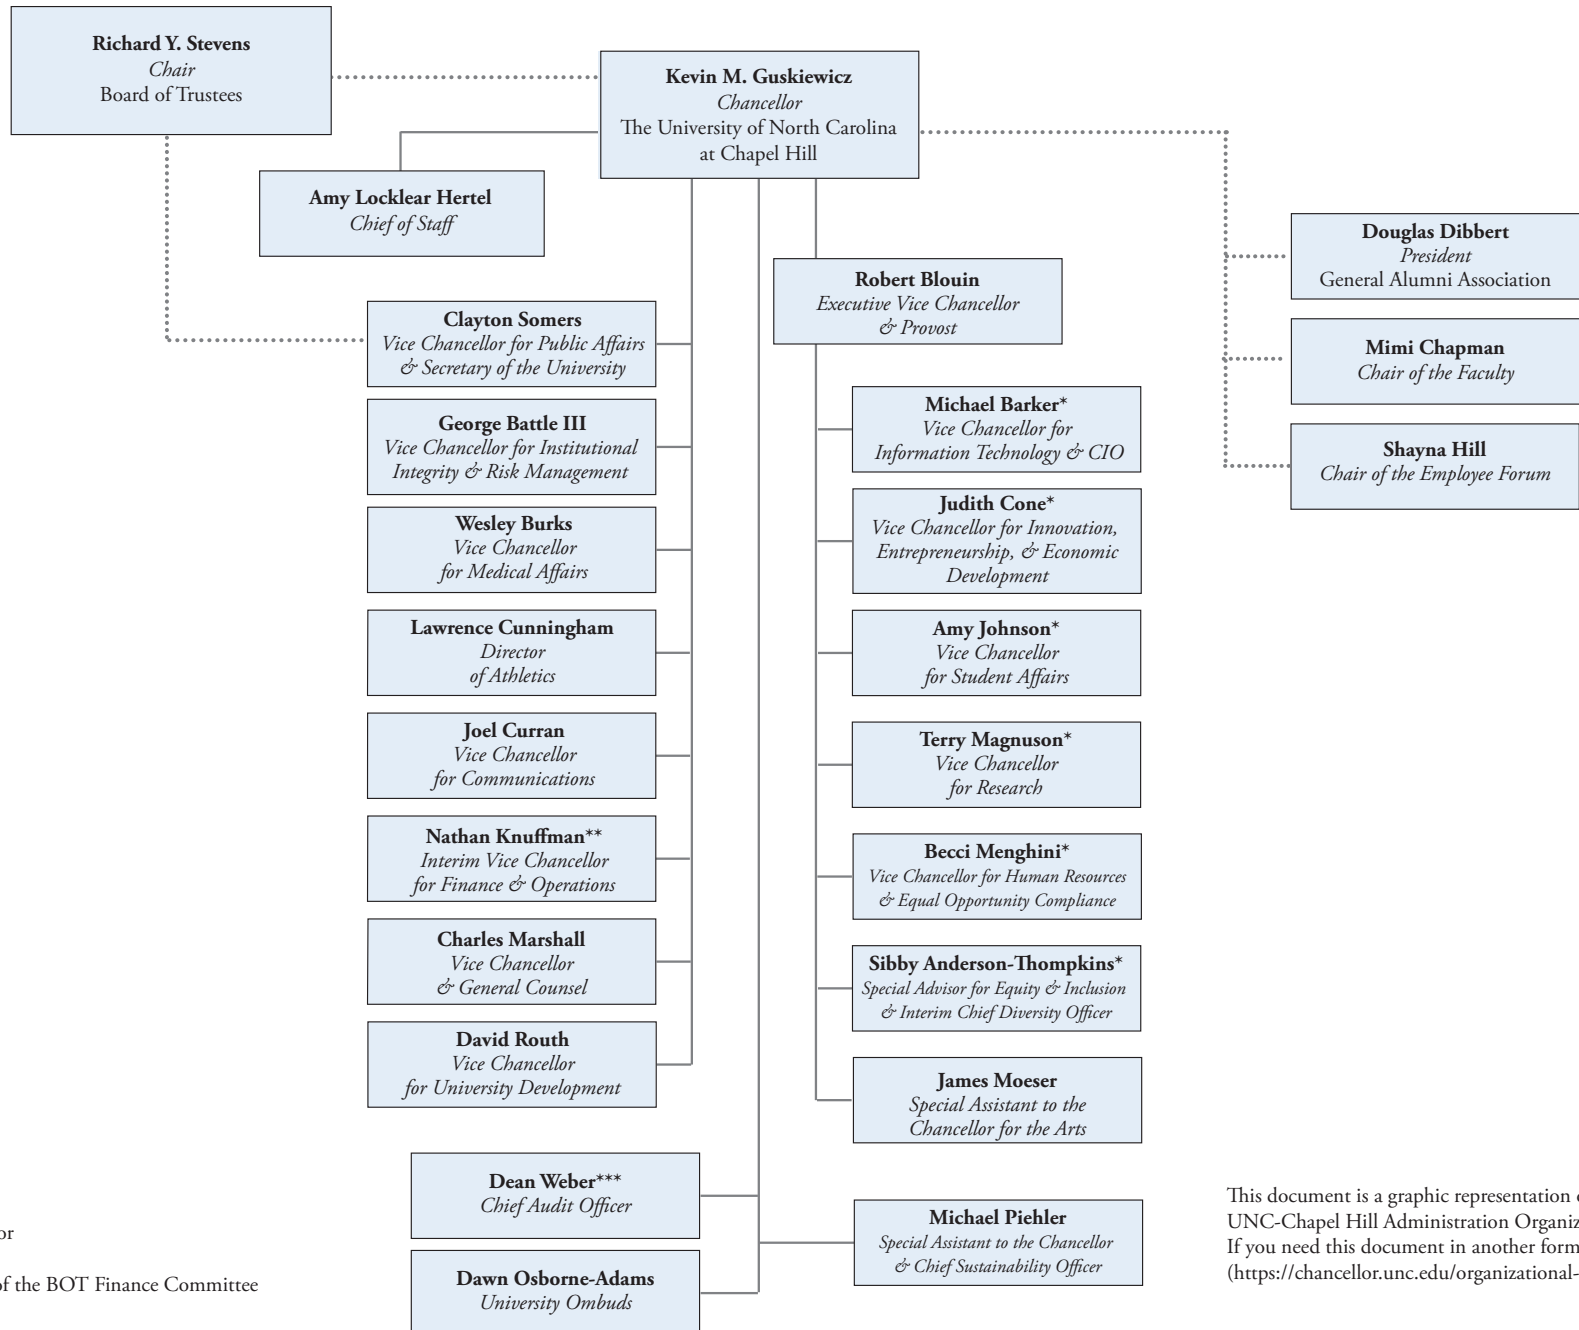 Richard Y. Stevens
Chair
Board of Trustees
Kevin M. Guskiewicz
Chancellor
The University of North Carolina
at Chapel Hill
Amy Locklear Hertel
Chief of Staff
Douglas Dibbert
President
General Alumni Association
Mimi Chapman
Chair of the Faculty
Shayna Hill
Chair of the Employee Forum
Clayton Somers
Vice Chancellor for Public Affairs
& Secretary of the University
George Battle III
Vice Chancellor for Institutional
Integrity & Risk Management
Wesley Burks
Vice Chancellor
for Medical Affairs
Lawrence Cunningham
Director
of Athletics
Joel Curran
Vice Chancellor
for Communications
Nathan Knuffman**
Interim Vice Chancellor
for Finance & Operations
Charles Marshall
Vice Chancellor
& General Counsel
David Routh
Vice Chancellor
for University Development
Robert Blouin
Executive Vice Chancellor
& Provost
Michael Barker*
Vice Chancellor for
Information Technology & CIO
Judith Cone*
Vice Chancellor for Innovation,
Entrepreneurship, & Economic
Development
Amy Johnson*
Vice Chancellor
for Student Affairs
Terry Magnuson*
Vice Chancellor
for Research
Becci Menghini*
Vice Chancellor for Human Resources
& Equal Opportunity Compliance
Sibby Anderson-Thompkins*
Special Advisor for Equity & Inclusion
& Interim Chief Diversity Officer
James Moeser
Special Assistant to the
Chancellor for the Arts
Dean Weber***
Chief Audit Officer
Dawn Osborne-Adams
University Ombuds
Michael Piehler
Special Assistant to the Chancellor
& Chief Sustainability Officer
or
of the BOT Finance Committee
This document is a graphic representation
UNC-Chapel Hill Administration
If you need this document in another
(https://chancellor.unc.edu/organizational-